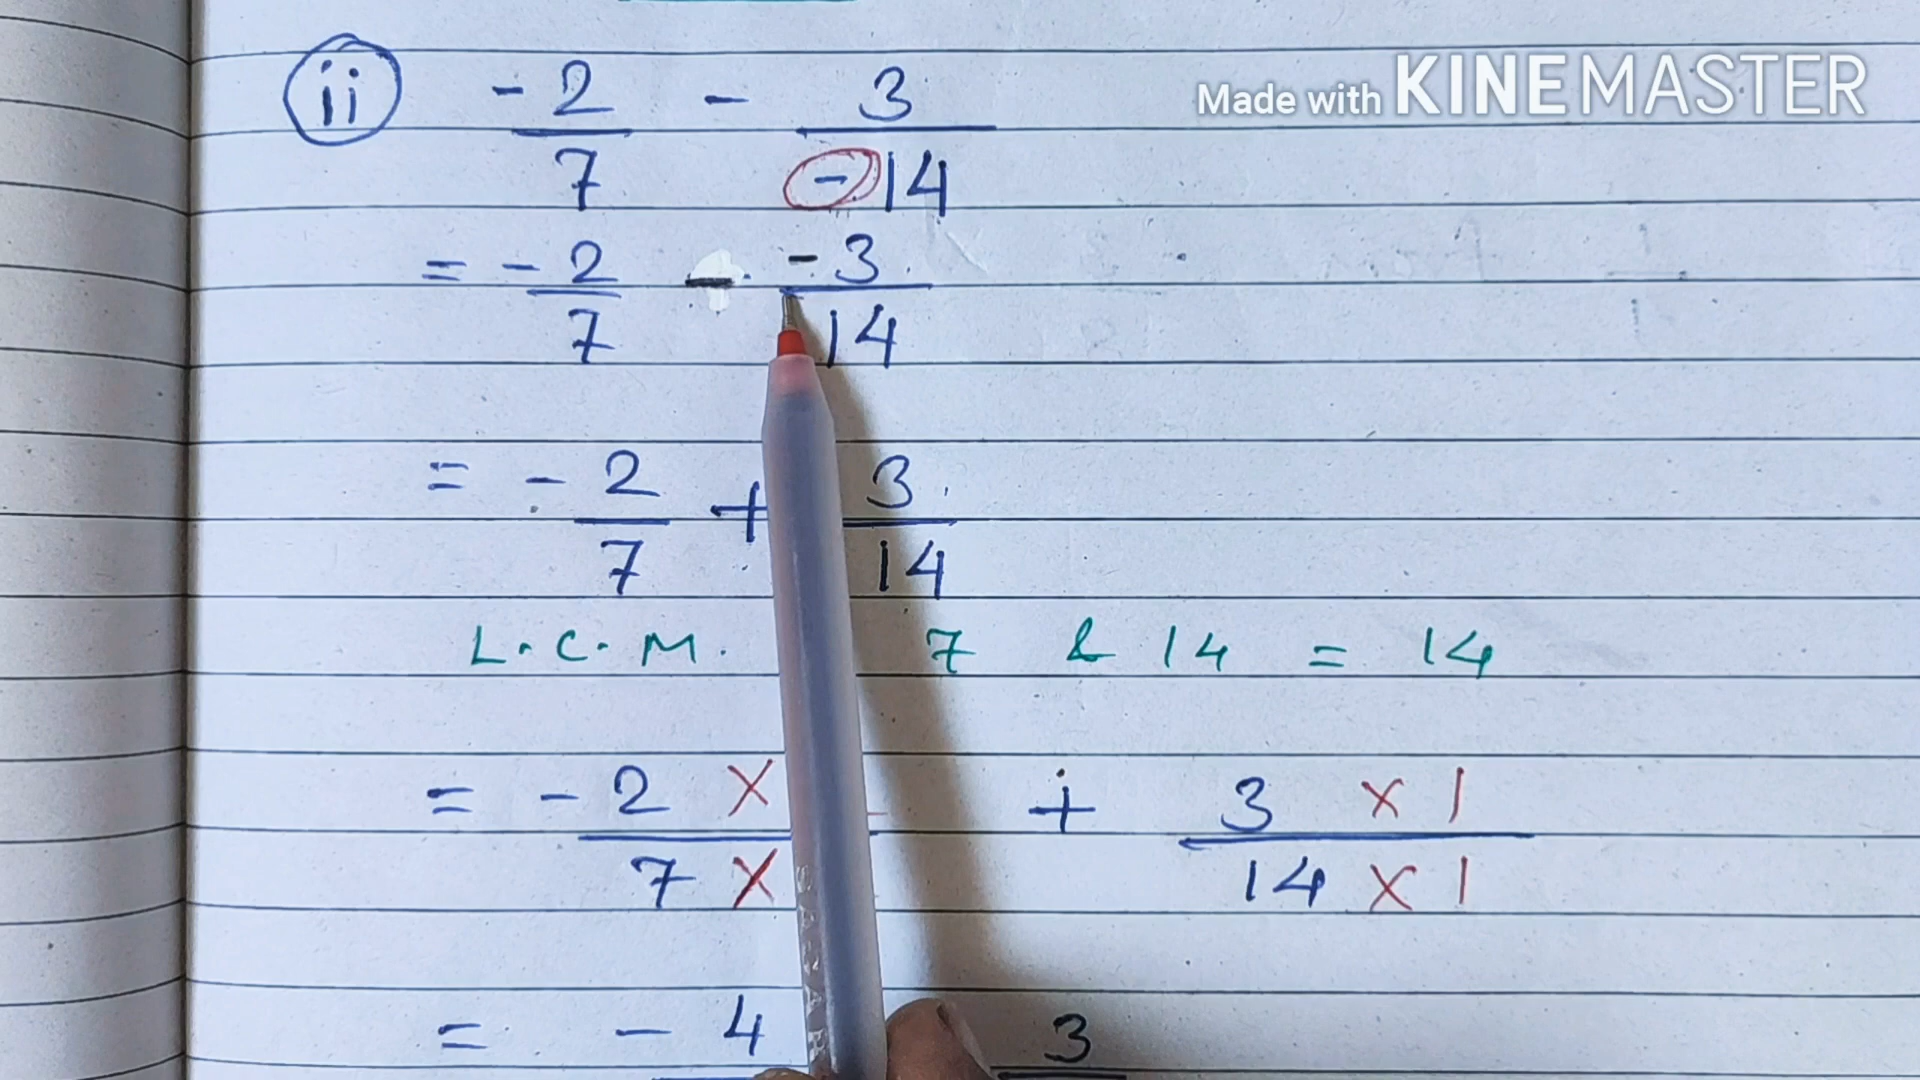 Made with KINEMASTER
ii -2/7 - 3/-14
= -2/7 - -3/14
= -2/7 + 3/14
L.C.M. 7 & 14 = 14
= -2 ×/7 × + 3 × 1/14 × 1
= -4 3